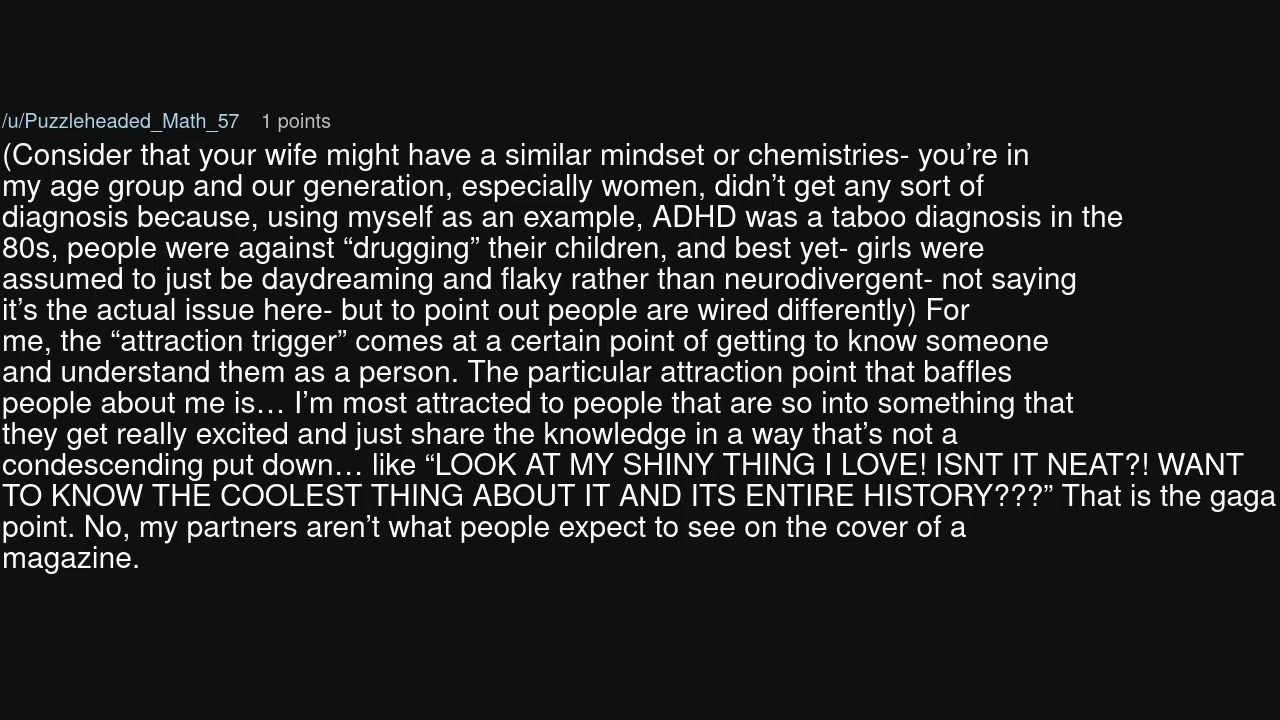 /u/Puzzleheaded_Math_57 1 points
(Consider that your wife might have a similar mindset or chemistries- you’re in
my age group and our generation, especially women, didn’t get any sort of
diagnosis because, using myself as an example, ADHD was a taboo diagnosis in the
80s, people were against “drugging” their children, and best yet- girls were
assumed to just be daydreaming and flaky rather than neurodivergent- not saying
it’s the actual issue here- but to point out people are wired differently) For
me, the “attraction trigger” comes at a certain point of getting to know someone
and understand them as a person. The particular attraction point that baffles
people about me is… I’m most attracted to people that are so into something that
they get really excited and just share the knowledge in a way that’s not a
condescending put down… like “LOOK AT MY SHINY THING I LOVE! ISNT IT NEAT?! WANT
TO KNOW THE COOLEST THING ABOUT IT AND ITS ENTIRE HISTORY???” That is the gaga
point. No, my partners aren’t what people expect to see on the cover of a
magazine.